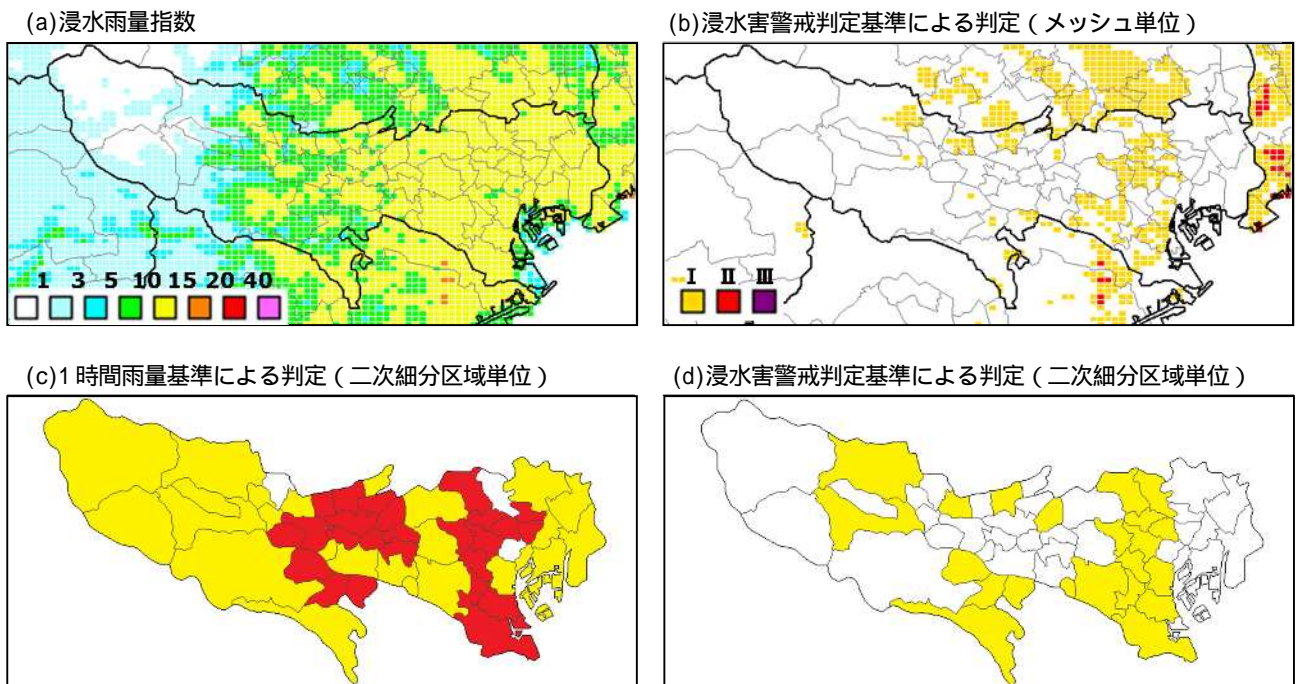 (a)浸水雨量指数
(b)浸水害警戒判定基準による判定(メッシュ単位)
1 3 5 10 15 20 40
Ⅰ Ⅱ Ⅲ
(c)1 時間雨量基準による判定(二次細分区域単位)
(d)浸水害警戒判定基準による判定(二次細分区域単位)